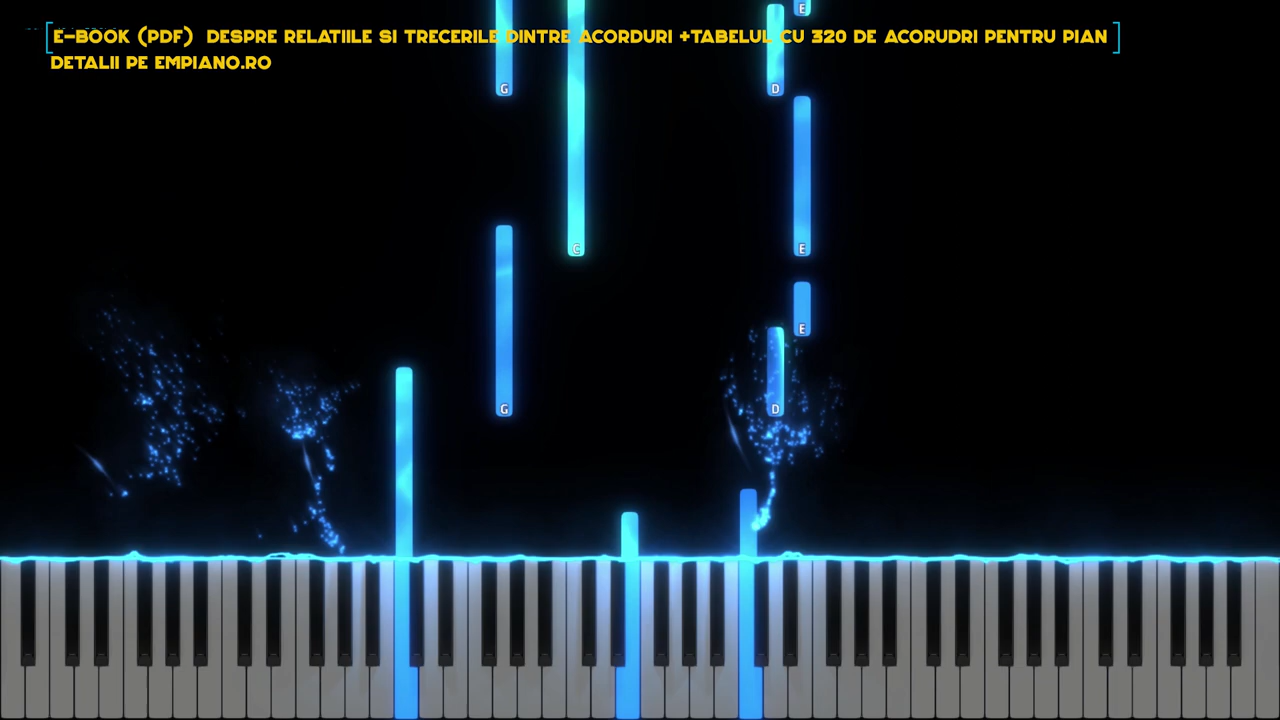 E-BOOK (PDF) DESPRE RELATIILE SI TRECERILE DINTRE ACORDURI +TABELUL CU 320 DE ACORUDRI PENTRU PIAN
DETALII PE EMPIANO.RO
E
G
D
C
E
E
G
D